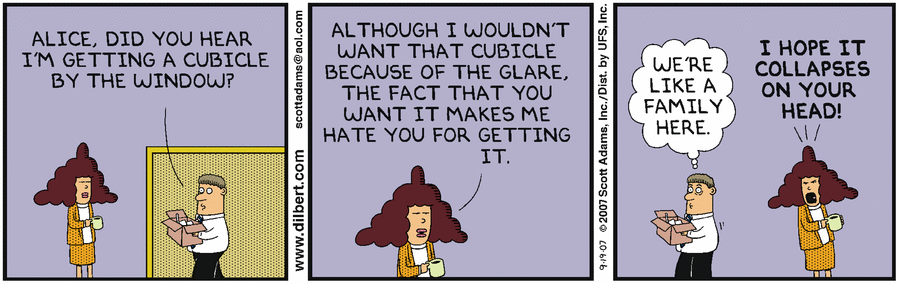 ALICE, DID YOU HEAR
I'M GETTING A CUBICLE
BY THE WINDOW?
www.dilbert.com
scottadams@aol.com
ALTHOUGH I WOULDN'T
WANT THAT CUBICLE
BECAUSE OF THE GLARE,
THE FACT THAT YOU
WANT IT MAKES ME
HATE YOU FOR GETTING
IT.
9-19-07 ©2007 Scott Adams, Inc./Dist. by UFS, Inc.
WE'RE
LIKE A
FAMILY
HERE.
I HOPE IT
COLLAPSES
ON YOUR
HEAD!